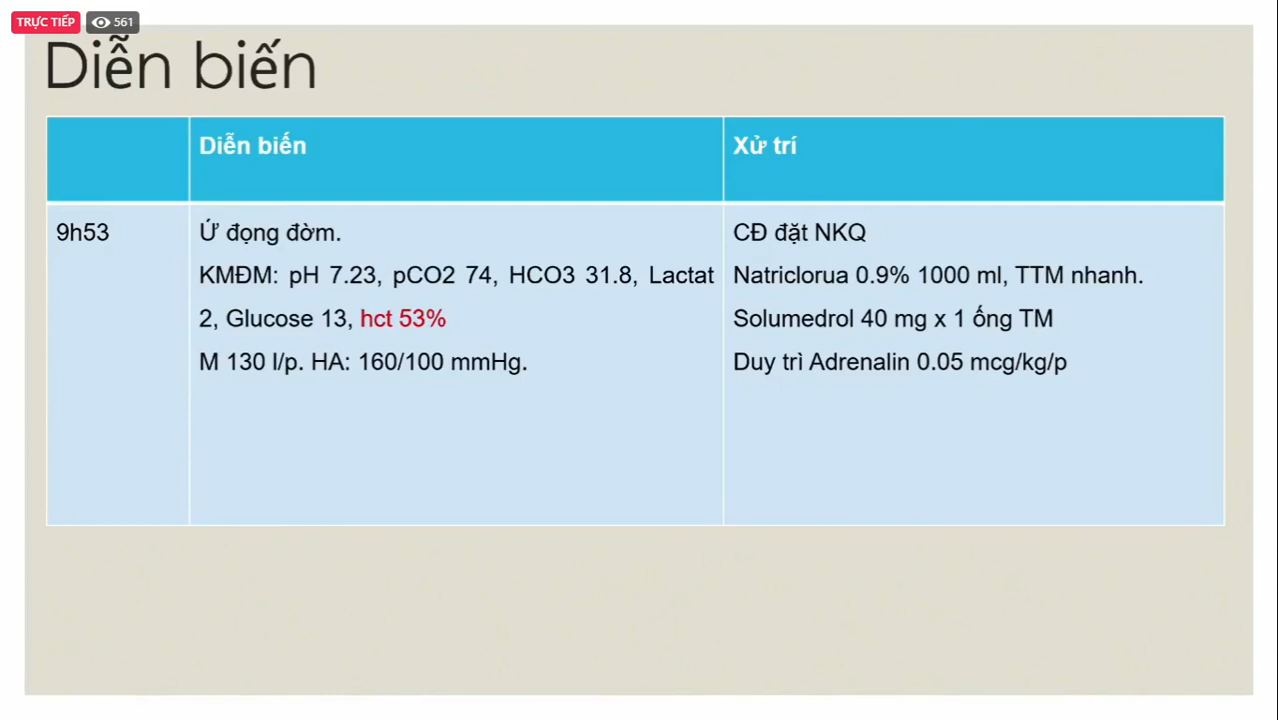 TRỰC TIẾP 561
Diễn biến
Diễn biến
Xử trí
9h53
Ứ đọng đờm.
KMĐM: pH 7.23, pCO2 74, HCO3 31.8, Lactat
2, Glucose 13, hct 53%
M 130 l/p. HA: 160/100 mmHg.
CĐ đặt NKQ
Natriclorua 0.9% 1000 ml, TTM nhanh.
Solumedrol 40 mg x 1 ống TM
Duy trì Adrenalin 0.05 mcg/kg/p